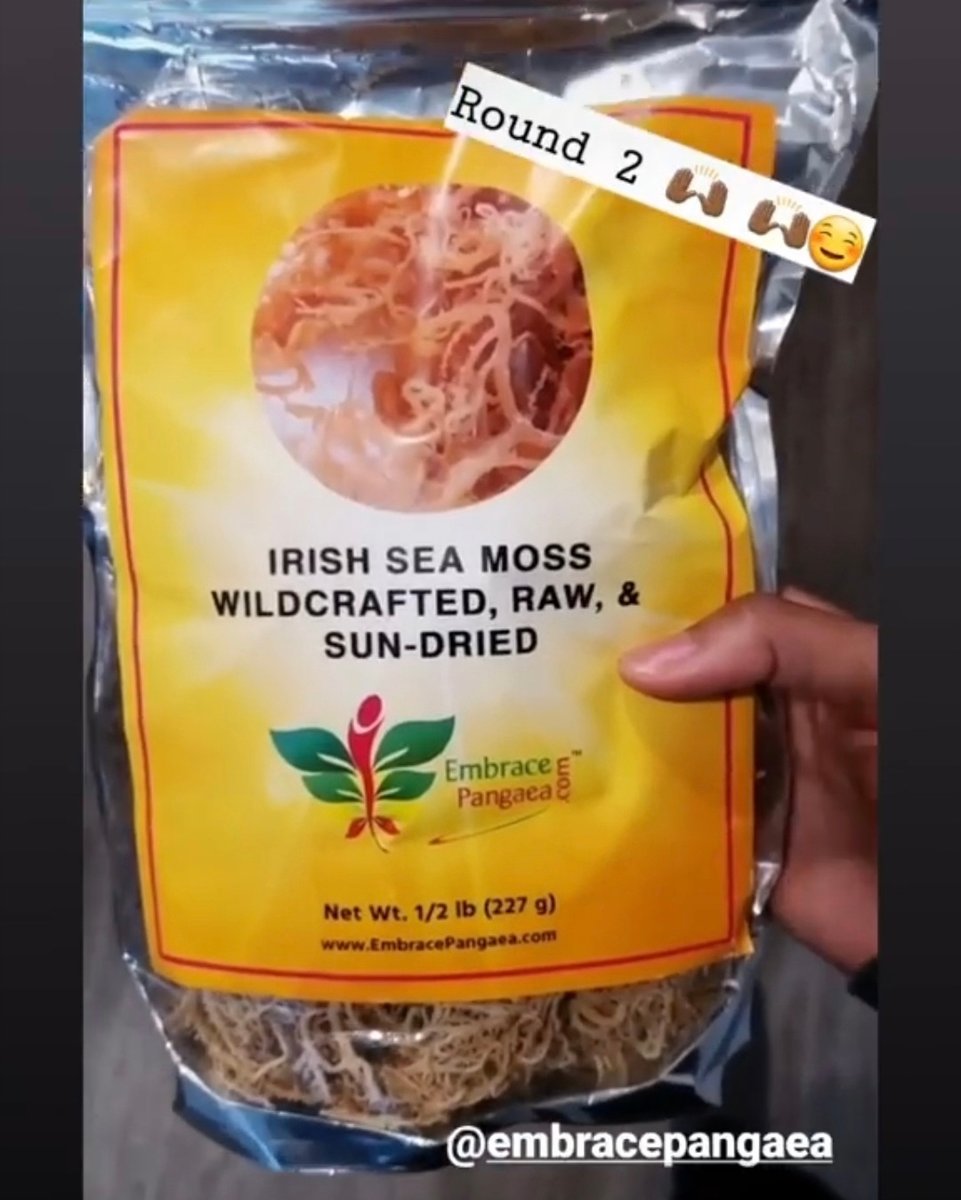 Round 2 🙌🏾 🙌🏾😊
IRISH SEA MOSS
WILDCRAFTED, RAW, &
SUN-DRIED
Embrace
Pangaea.com™
Net Wt. 1/2 lb (227 g)
www.EmbracePangaea.com
@embracepangaea